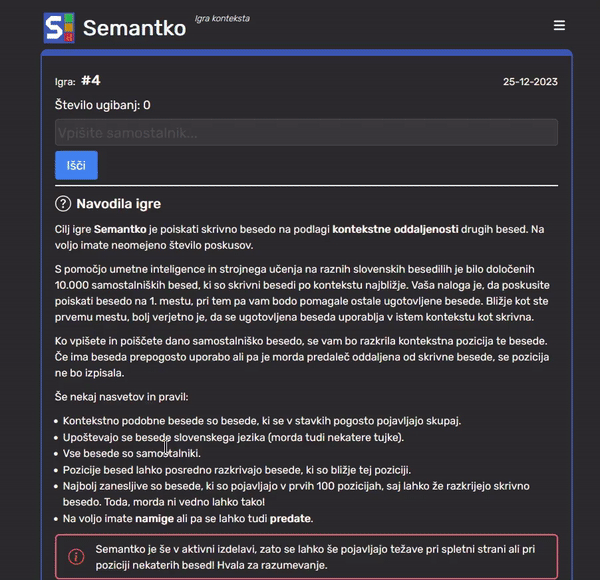 Semantko
Igra konteksta
Igra: #4
25-12-2023
Število ugibanj: 0
Vpišite samostalnik...
Išči
Navodila igre
Cilj igre Semantko je poiskati skrivno besedo na podlagi kontekstne oddaljenosti drugih besed. Na
voljo imate neomejeno število poskusov.
S pomočjo umetne inteligence in strojnega učenja na raznih slovenskih besedilih je bilo določenih
10.000 samostalniških besed, ki so skrivni besedi po kontekstu najbližje. Vaša naloga je, da poskusite
poiskati besedo na 1. mestu, pri tem pa vam bodo pomagale ostale ugotovljene besede. Bližje kot ste
prvemu mestu, bolj verjetno je, da se ugotovljena beseda uporablja v istem kontekstu kot skrivna.
Ko vpišete in poiščete dano samostalniško besedo, se vam bo razkrila kontekstna pozicija te besede.
Če ima beseda prepogosto uporabo ali pa je morda predaleč oddaljena od skrivne besede, se pozicija
ne bo izpisala.
Še nekaj nasvetov in pravil:
• Kontekstno podobne besede so besede, ki se v stavkih pogosto pojavljajo skupaj.
• Upoštevajo se besede slovenskega jezika (morda tudi nekatere tujke).
• Vse besede so samostalniki.
• Pozicije besed lahko posredno razkrivajo besede, ki so bližje tej poziciji.
• Najbolj zanesljive so besede, ki so pojavljajo v prvih 100 pozicijah, saj lahko že razkrijejo skrivno
besedo. Toda, morda ni vedno lahko tako!
• Na voljo imate namige ali pa se lahko tudi predate.
Semantko je še v aktivni izdelavi, zato se lahko še pojavljajo težave pri spletni strani ali pri
poziciji nekaterih besed! Hvala za razumevanje.